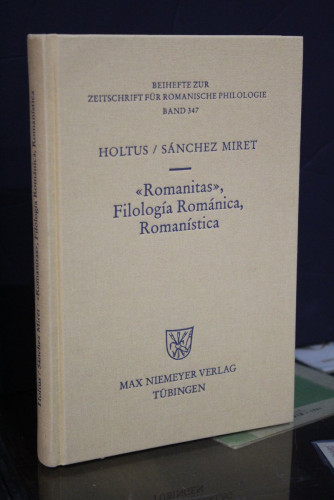 BEIHEFTE ZUR
ZEITSCHRIFT FÜR ROMANISCHE PHILOLOGIE
BAND 347
HOLTUS / SÁNCHEZ MIRET
«Romanitas»,
Filología Románica,
Romanística
MAX NIEMEYER VERLAG
TÜBINGEN
Holtus / Sánchez Miret · «Romanitas», Filología Románica, Romanística